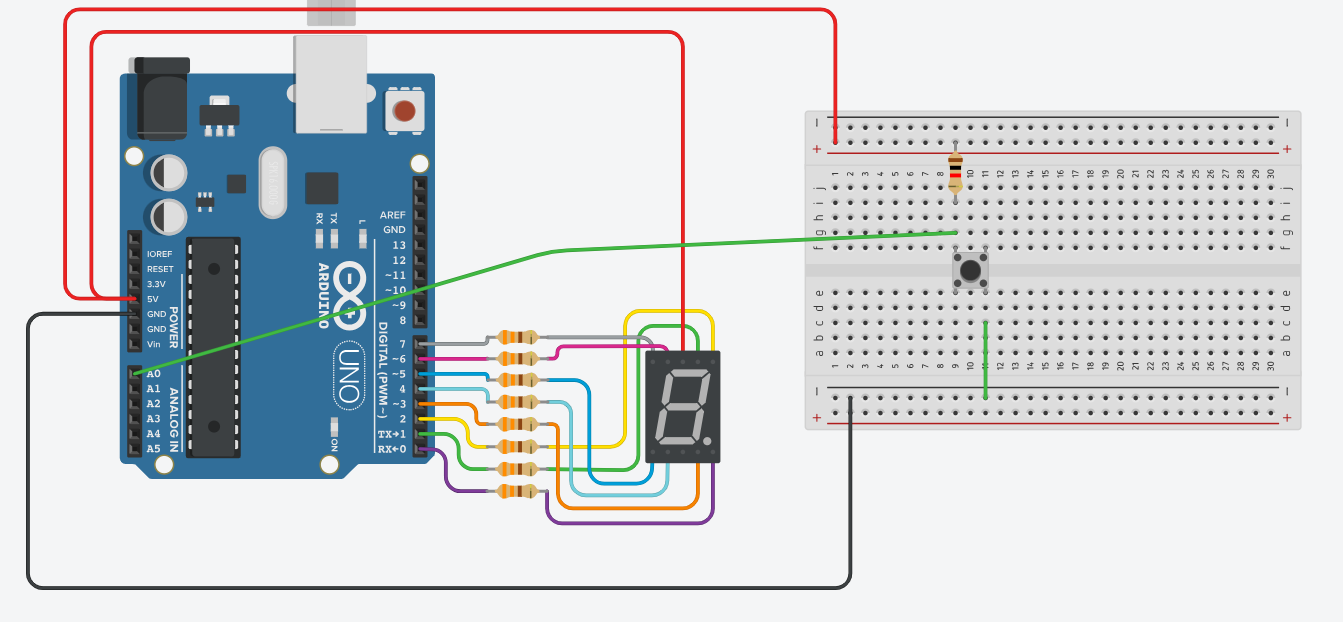 IOREF
RESET
3.3V
5V
GND
GND
Vin
POWER
A0
A1
A2
A3
A4
A5
ANALOG IN
RX
TX
L
ARDUINO
UNO
ON
AREF
GND
13
12
~11
~10
~9
8
7
~6
~5
4
~3
2
TX→1
RX←0
DIGITAL (PWM~)
− −
+ +
1 2 3 4 5 6 7 8 9 10 11 12 13 14 15 16 17 18 19 20 21 22 23 24 25 26 27 28 29 30
j j
i i
h h
g g
f f
e e
d d
c c
b b
a a
1 2 3 4 5 6 7 8 9 10 11 12 13 14 15 16 17 18 19 20 21 22 23 24 25 26 27 28 29 30
− −
+ +